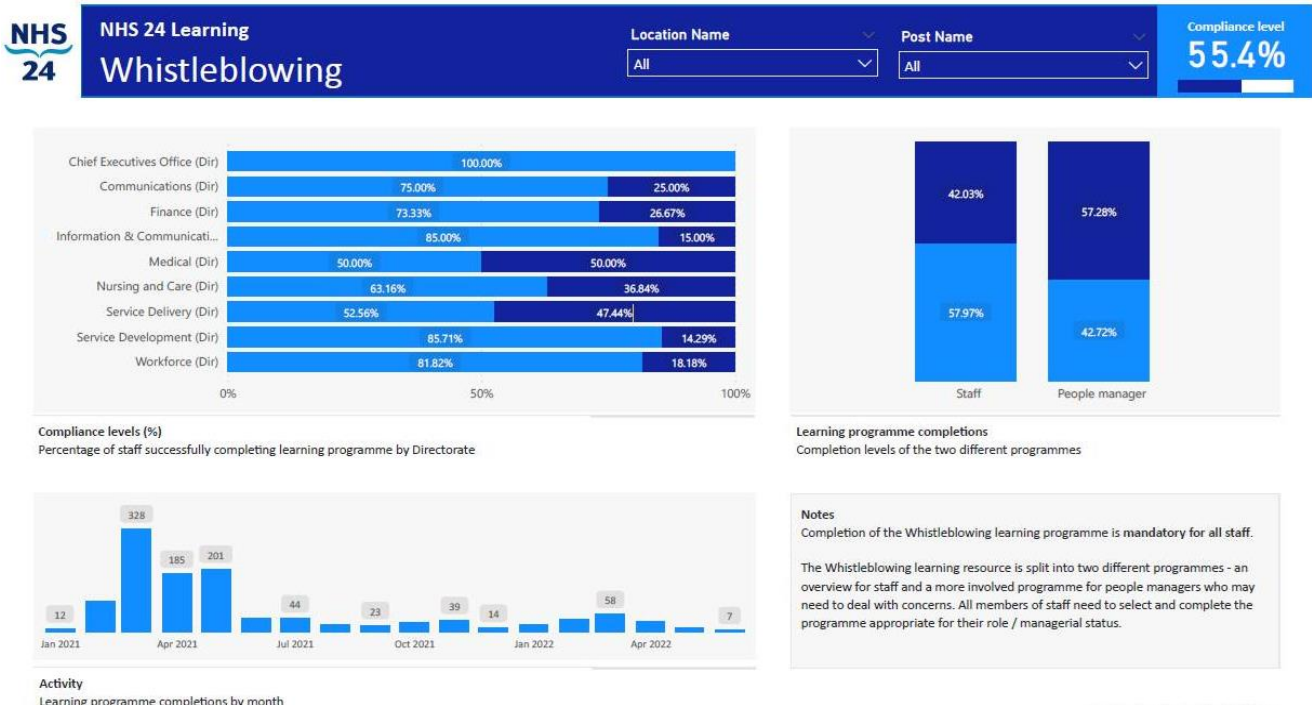 NHS
24
NHS 24 Learning
Whistleblowing
Location Name
All
Post Name
All
Compliance level
55.4%
Chief Executives Office (Dir) 100.00%
Communications (Dir) 75.00% 25.00%
Finance (Dir) 73.33% 26.67%
Information & Communicati... 85.00% 15.00%
Medical (Dir) 50.00% 50.00%
Nursing and Care (Dir) 63.16% 36.84%
Service Delivery (Dir) 52.56% 47.44%
Service Development (Dir) 85.71% 14.29%
Workforce (Dir) 81.82% 18.18%
0% 50% 100%
Compliance levels (%)
Percentage of staff successfully completing learning programme by Directorate
42.03% 57.28%
57.97% 42.72%
Staff People manager
Learning programme completions
Completion levels of the two different programmes
12 328 185 201 44 23 39 14 58 7
Jan 2021 Apr 2021 Jul 2021 Oct 2021 Jan 2022 Apr 2022
Activity
Learning programme completions by month
Notes
Completion of the Whistleblowing learning programme is mandatory for all staff.
The Whistleblowing learning resource is split into two different programmes - an
overview for staff and a more involved programme for people managers who may
need to deal with concerns. All members of staff need to select and complete the
programme appropriate for their role / managerial status.